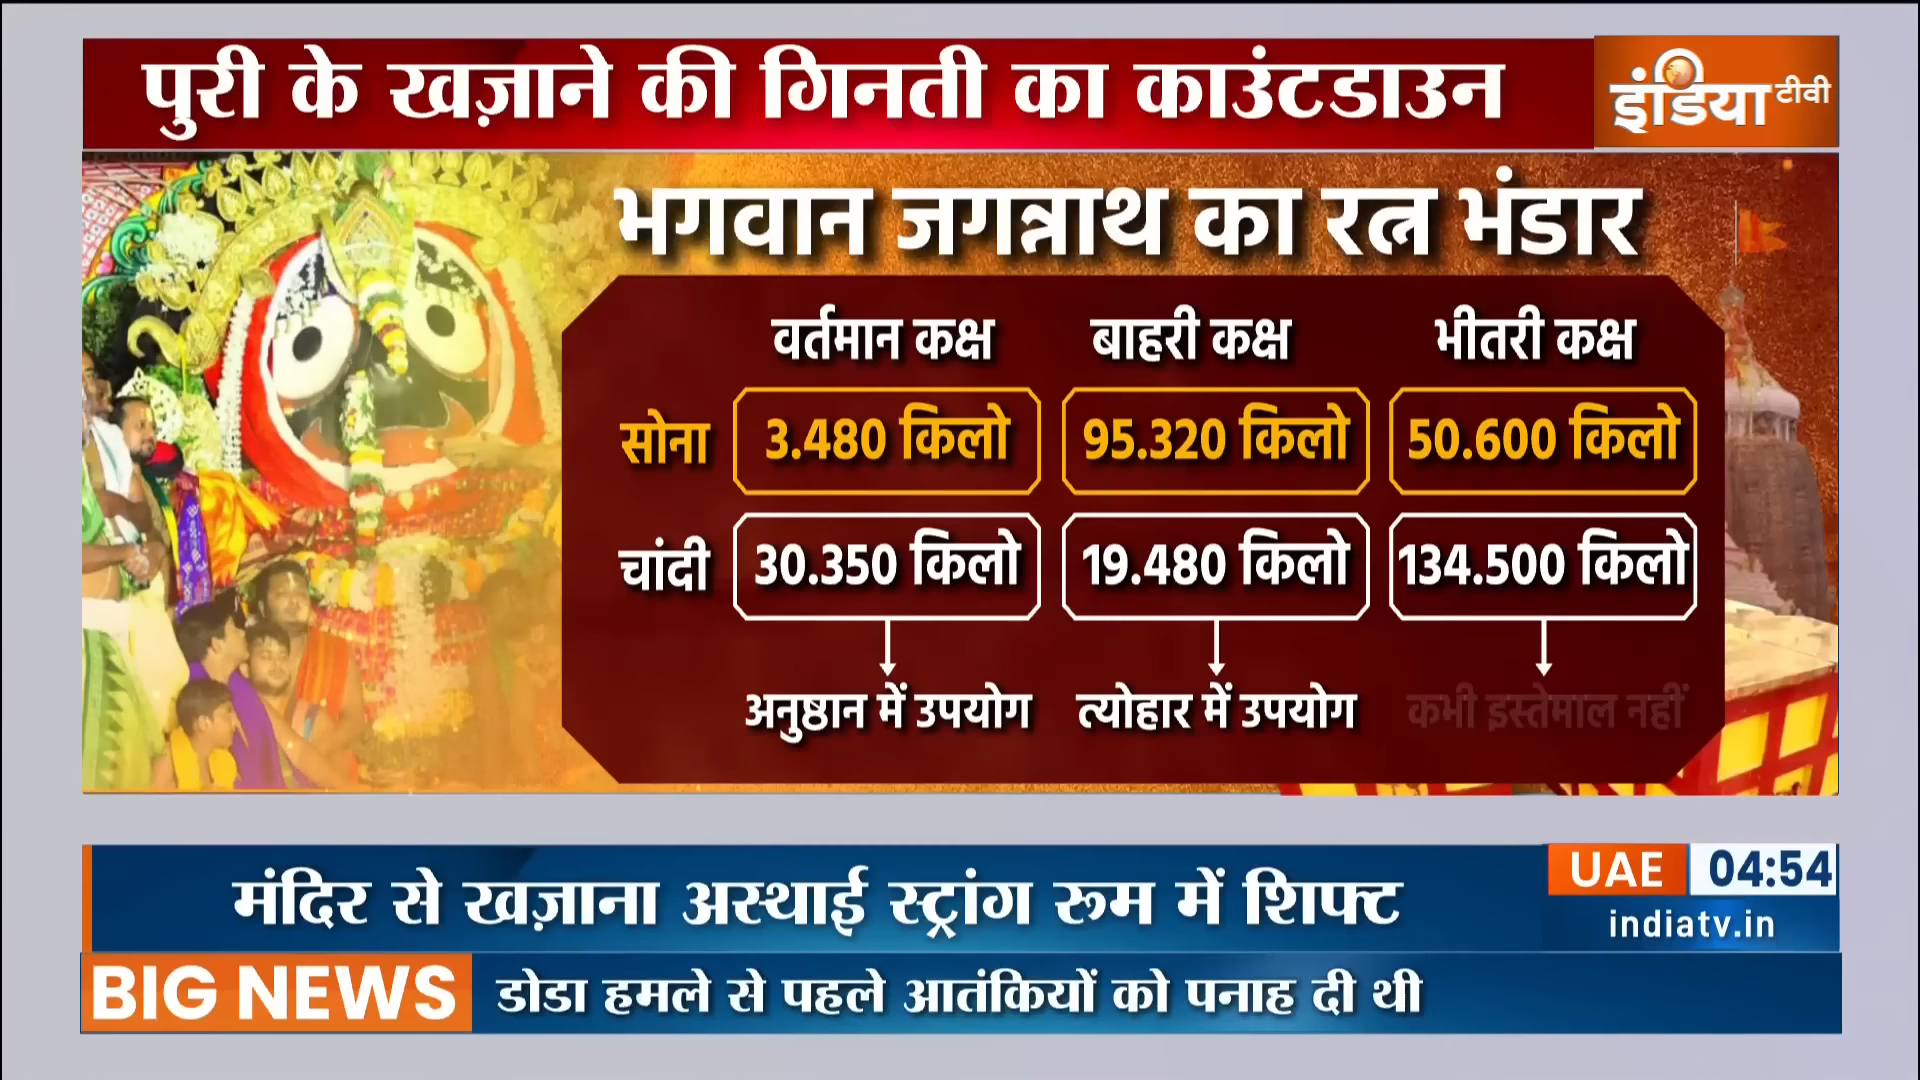 पुरी के खज़ाने की गिनती का काउंटडाउन
इंडिया टीवी
भगवान जगन्नाथ का रत्न भंडार
वर्तमान कक्ष बाहरी कक्ष भीतरी कक्ष
सोना 3.480 किलो 95.320 किलो 50.600 किलो
चांदी 30.350 किलो 19.480 किलो 134.500 किलो
अनुष्ठान में उपयोग त्योहार में उपयोग कभी इस्तेमाल नहीं
मंदिर से खज़ाना अस्थाई स्ट्रांग रूम में शिफ्ट
UAE 04:54
indiatv.in
BIG NEWS डोडा हमले से पहले आतंकियों को पनाह दी थी